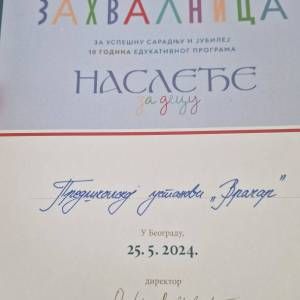 ЗАХВАЛНИЦА
ЗА УСПЕШНУ САРАДЊУ И ЈУБИЛЕЈ
10 ГОДИНА ЕДУКАТИВНОГ ПРОГРАМА
НАСЛЕЂЕ
за децу
Предшколској установи „Врачар”
У Београду,
25. 5. 2024.
директор